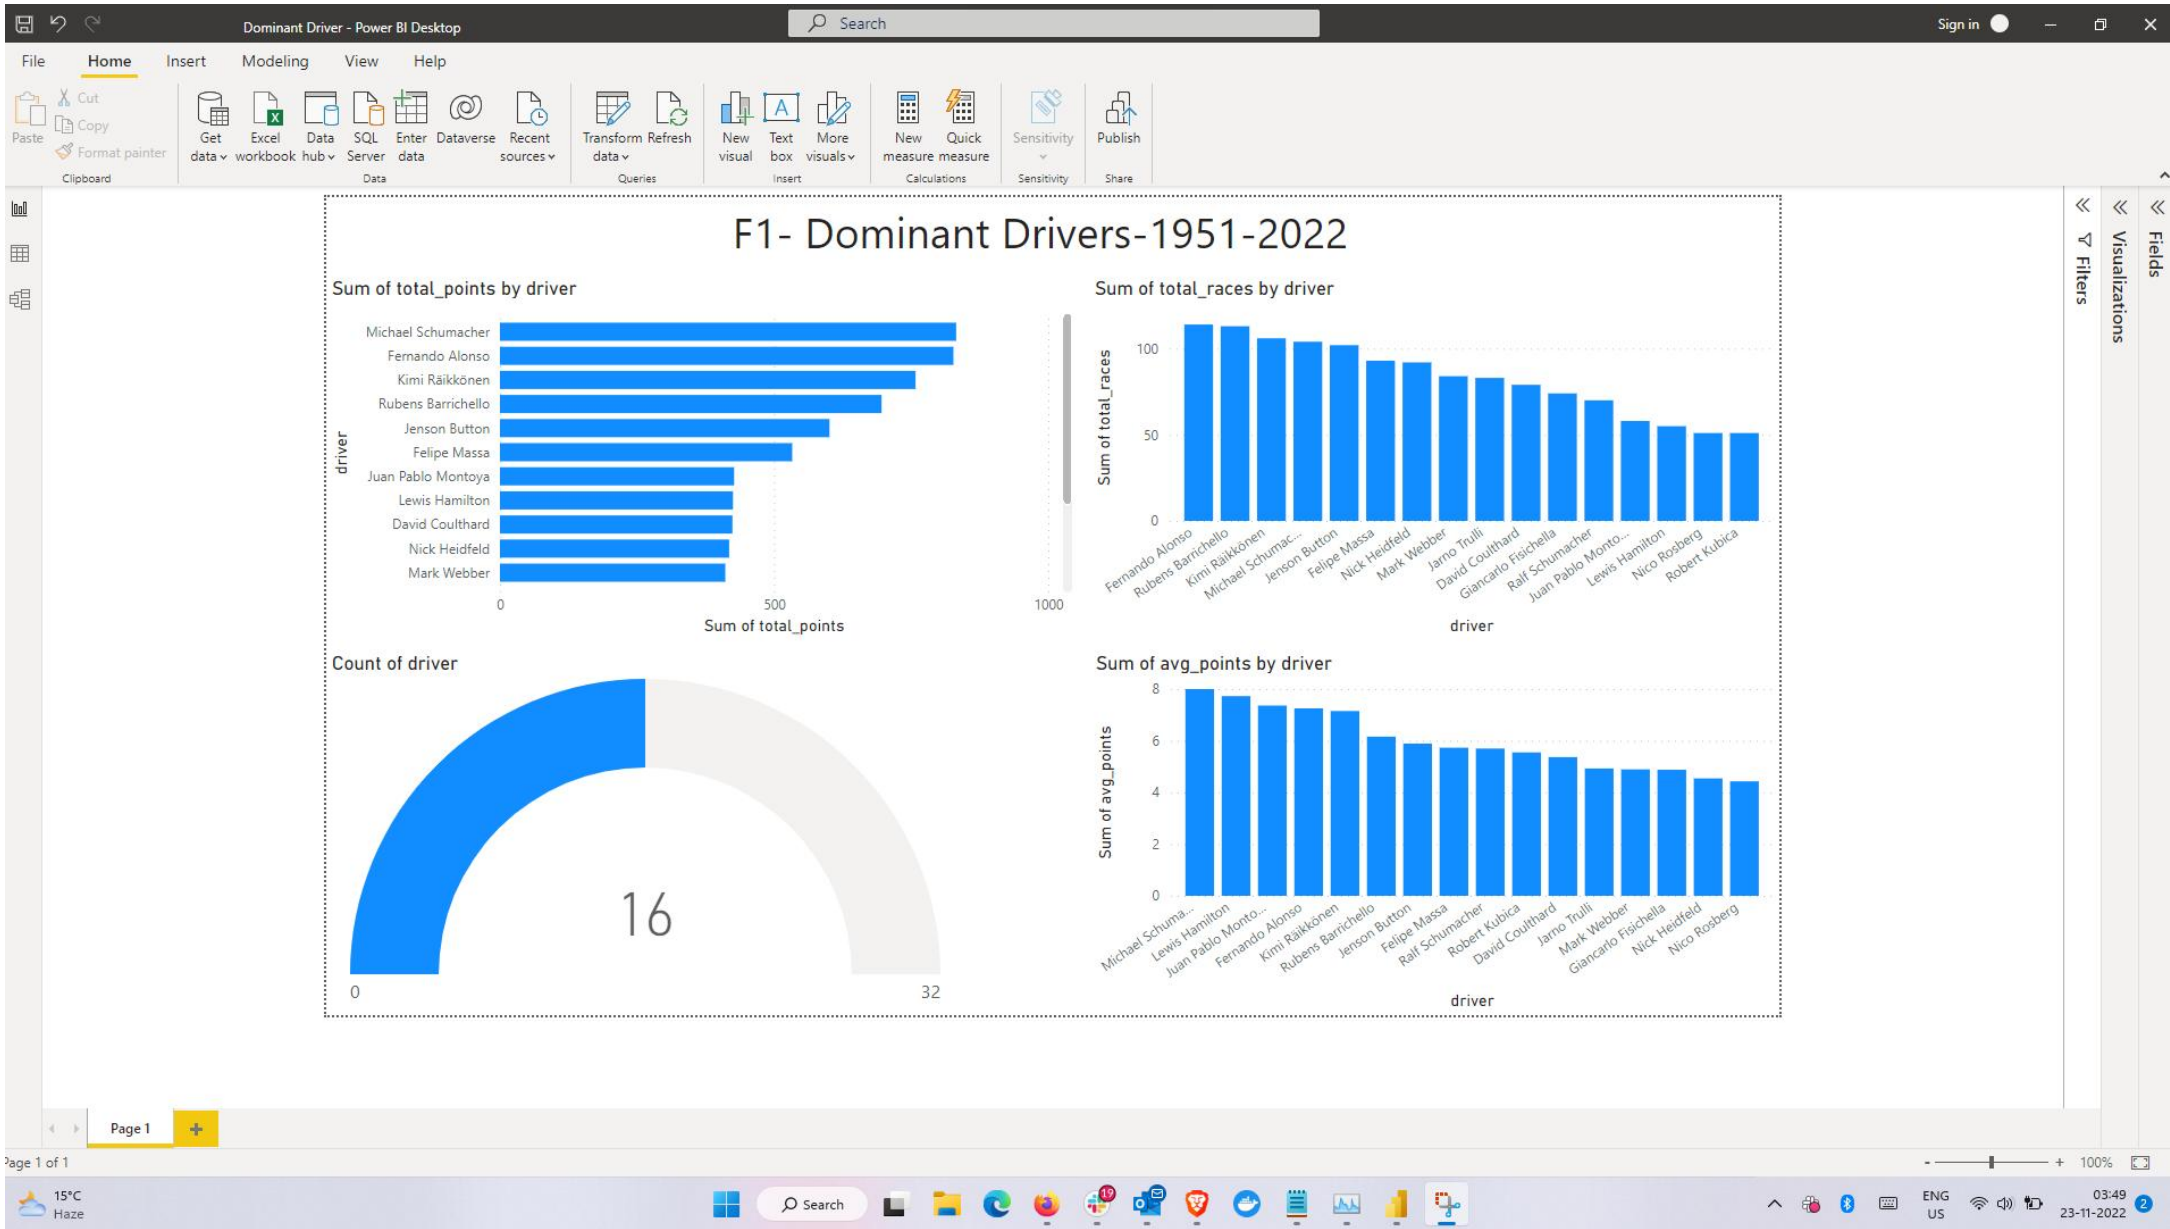 Dominant Driver - Power BI Desktop
Search
Sign in
File Home Insert Modeling View Help
Paste
Cut
Copy
Format painter
Clipboard
Get data
Excel workbook
Data hub
SQL Server
Enter data
Dataverse
Recent sources
Data
Transform data
Refresh
Queries
New visual
Text box
More visuals
Insert
New measure
Quick measure
Calculations
Sensitivity
Sensitivity
Publish
Share
F1- Dominant Drivers-1951-2022
Sum of total_points by driver
driver
Michael Schumacher
Fernando Alonso
Kimi Räikkönen
Rubens Barrichello
Jenson Button
Felipe Massa
Juan Pablo Montoya
Lewis Hamilton
David Coulthard
Nick Heidfeld
Mark Webber
0 500 1000
Sum of total_points
Sum of total_races by driver
Sum of total_races
100
50
0
Fernando Alonso
Rubens Barrichello
Kimi Räikkönen
Michael Schumac...
Jenson Button
Felipe Massa
Nick Heidfeld
Mark Webber
Jarno Trulli
David Coulthard
Giancarlo Fisichella
Ralf Schumacher
Juan Pablo Monto...
Lewis Hamilton
Nico Rosberg
Robert Kubica
driver
Count of driver
16
0 32
Sum of avg_points by driver
Sum of avg_points
8
6
4
2
0
Michael Schuma...
Lewis Hamilton
Juan Pablo Monto...
Fernando Alonso
Kimi Räikkönen
Rubens Barrichello
Jenson Button
Felipe Massa
Ralf Schumacher
Robert Kubica
David Coulthard
Jarno Trulli
Mark Webber
Giancarlo Fisichella
Nick Heidfeld
Nico Rosberg
driver
Filters
Visualizations
Fields
Page 1
Page 1 of 1
- + 100%
15°C
Haze
Search
19
ENG
US
03:49
23-11-2022
2